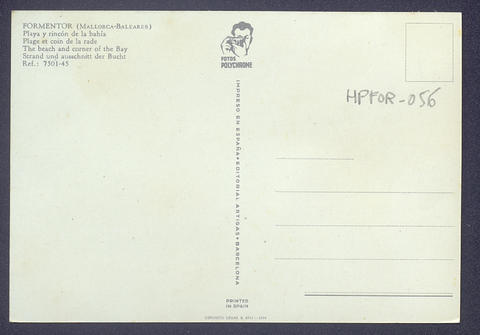 FORMENTOR (MALLORCA-BALEARES)
Playa y rincón de la bahía
Plage et coin de la rade
The beach and corner of the Bay
Strand und ausschnitt der Bucht
Ref.: 7501-45
FOTOS
POLYCHROME
HPFOR-056
IMPRESO EN ESPAÑA • EDITORIAL ARTIGAS • BARCELONA
PRINTED
IN SPAIN